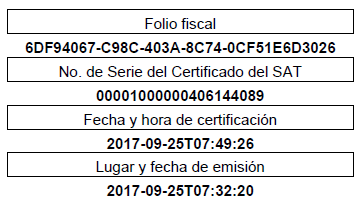 Folio fiscal
6DF94067-C98C-403A-8C74-0CF51E6D3026
No. de Serie del Certificado del SAT
00001000000406144089
Fecha y hora de certificación
2017-09-25T07:49:26
Lugar y fecha de emisión
2017-09-25T07:32:20